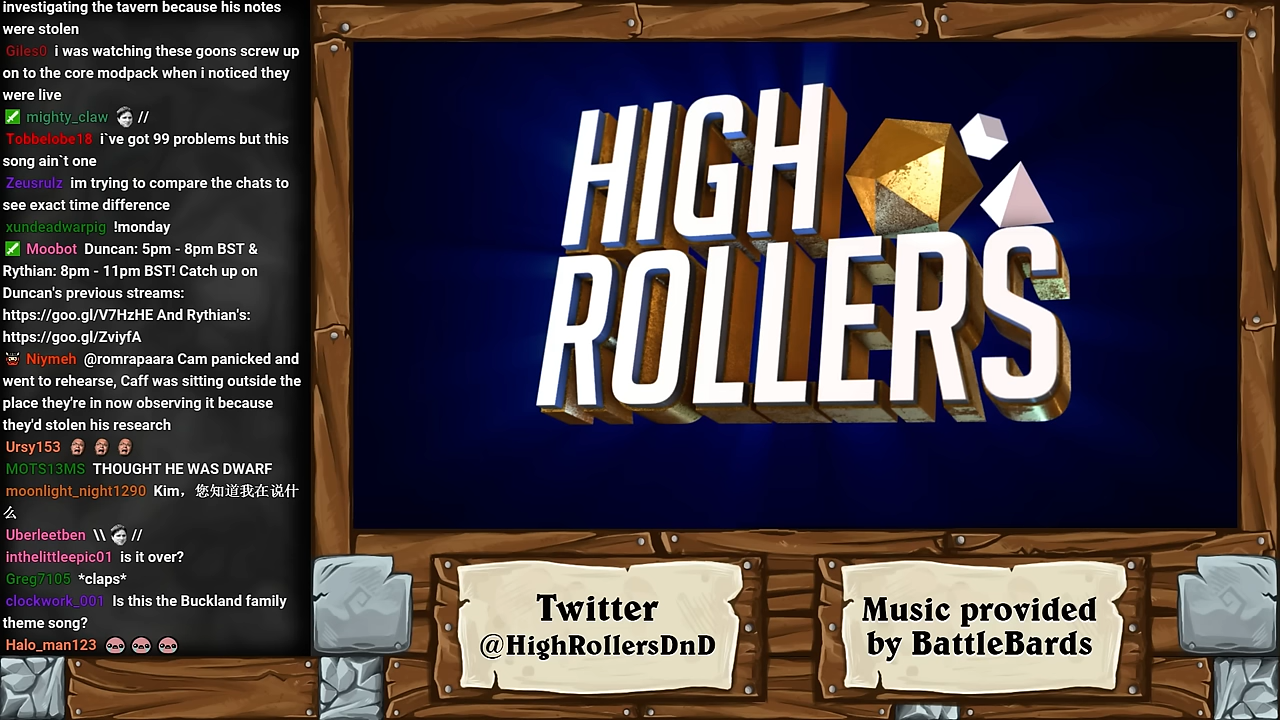 investigating the tavern because his notes
were stolen
Giles0 i was watching these goons screw up
on to the core modpack when i noticed they
were live
mighty_claw //
Tobbelobe18 i`ve got 99 problems but this
song ain`t one
Zeusrulz im trying to compare the chats to
see exact time difference
xundeadwarpig !monday
Moobot Duncan: 5pm - 8pm BST &
Rythian: 8pm - 11pm BST! Catch up on
Duncan's previous streams:
https://goo.gl/V7HzHE And Rythian's:
https://goo.gl/ZviyfA
Niymeh @romrapaara Cam panicked and
went to rehearse, Caff was sitting outside the
place they're in now observing it because
they'd stolen his research
Ursy153
MOTS13MS THOUGHT HE WAS DWARF
moonlight_night1290 Kim，您知道我在说什
么
Uberleetben \\ //
inthelittleepic01 is it over?
Greg7105 *claps*
clockwork_001 Is this the Buckland family
theme song?
Halo_man123
HIGH
ROLLERS
Twitter
@HighRollersDnD
Music provided
by BattleBards